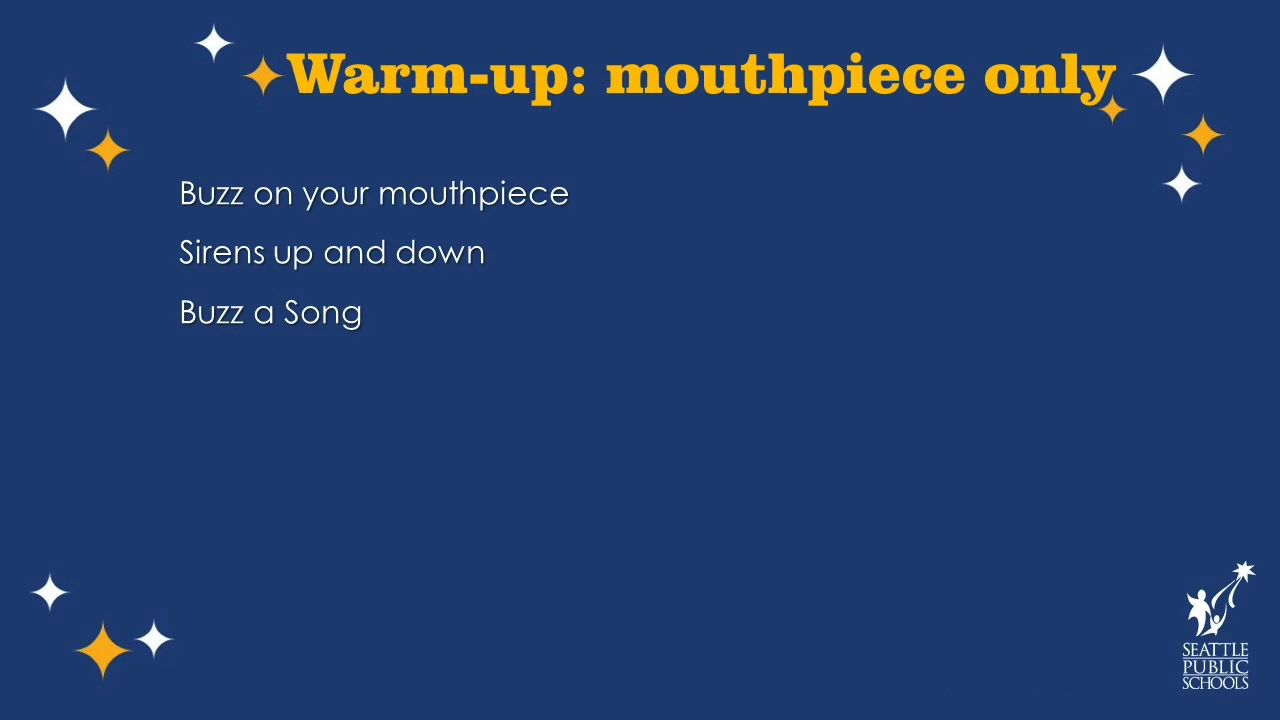 Warm-up: mouthpiece only
Buzz on your mouthpiece
Sirens up and down
Buzz a Song
SEATTLE
PUBLIC
SCHOOLS